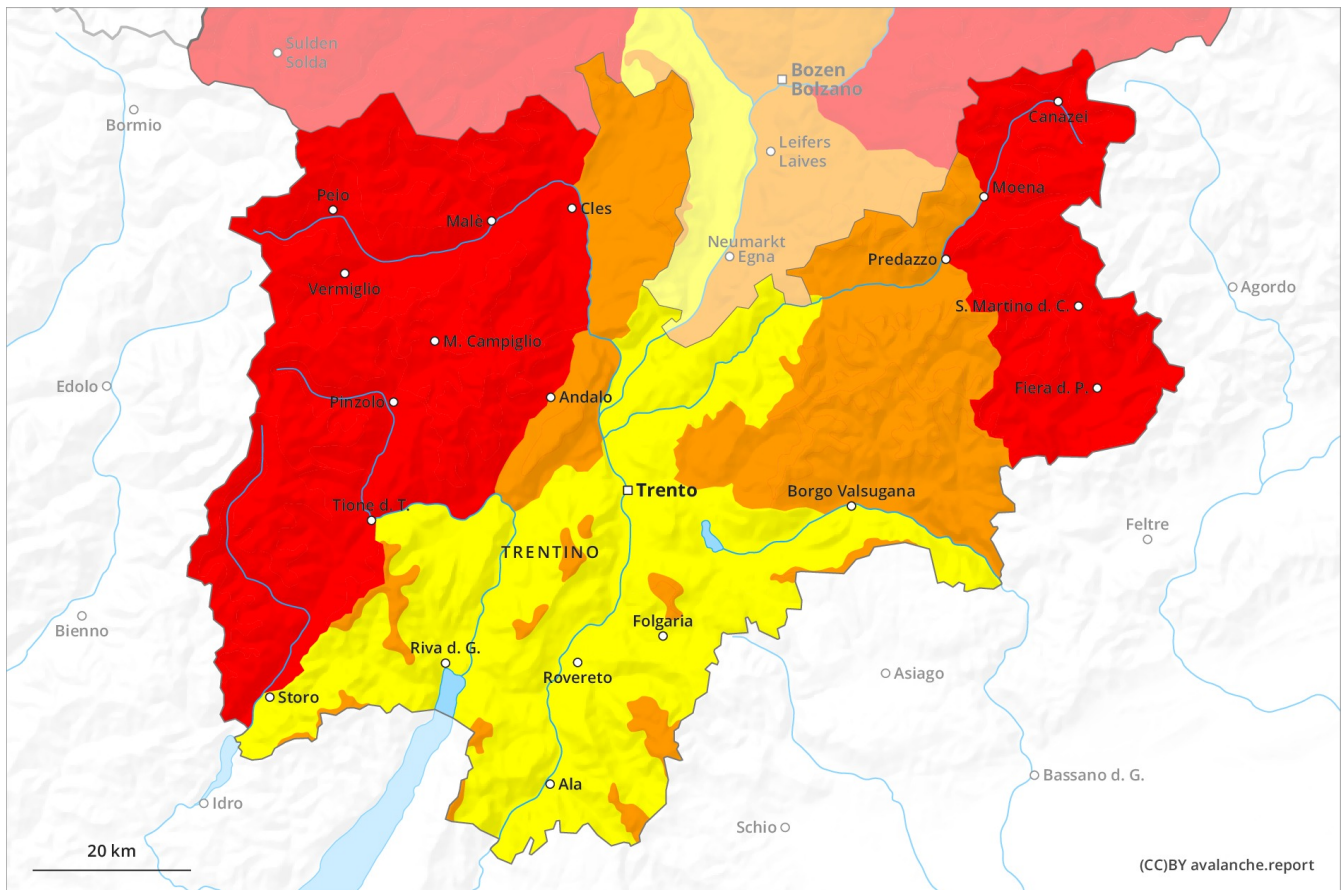 Sulden
Solda
Bozen
Bolzano
Bormio
Canazei
Leifers
Laives
Peio
Moena
Cles
Malè
Neumarkt
Egna
Predazzo
Vermiglio
Agordo
S. Martino d. C.
M. Campiglio
Edolo
Fiera d. P.
Andalo
Pinzolo
Trento
Borgo Valsugana
Tione d. T.
Feltre
TRENTINO
Folgaria
Bienno
Riva d. G.
Rovereto
Asiago
Storo
Bassano d. G.
Ala
Idro
Schio
20 km
(CC)BY avalanche.report